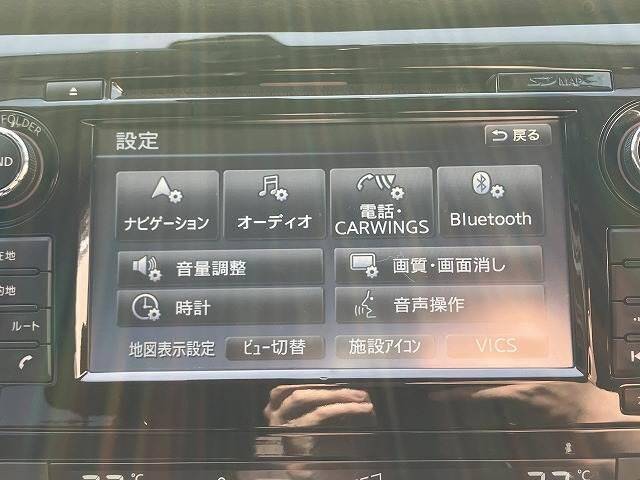 SD MAP
FOLDER
設定
戻る
ナビゲーション
オーディオ
電話・
CARWINGS
Bluetooth
音量調整
画質・画面消し
時計
音声操作
地図表示設定
ビュー切替
施設アイコン
VICS
ルート
℃
℃